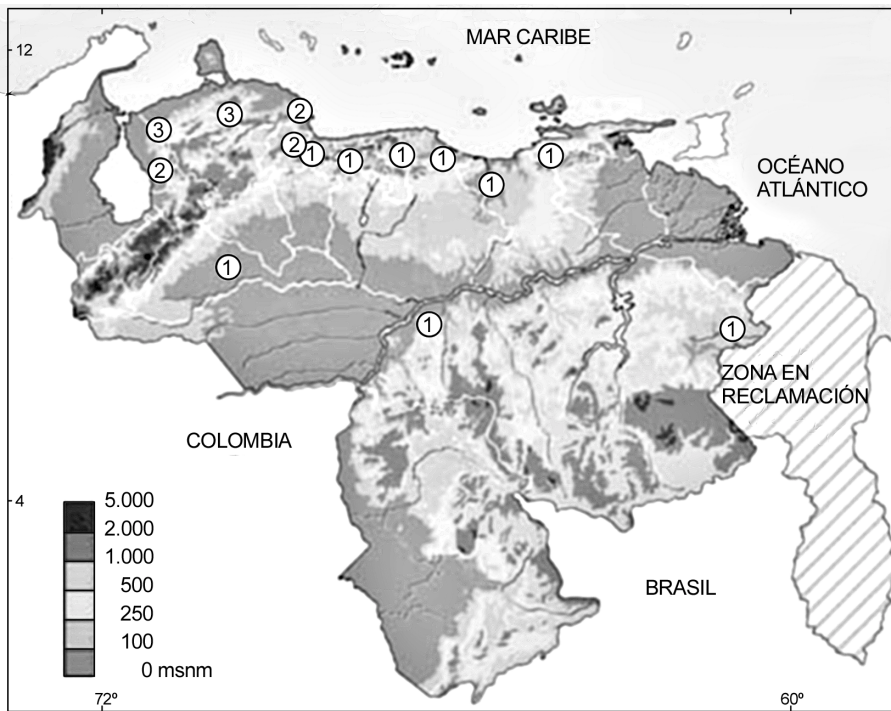 MAR CARIBE
12
3
2
3
2
1
1
1
1
1
2
1
OCÉANO
ATLÁNTICO
1
1
1
ZONA EN
RECLAMACIÓN
COLOMBIA
4
5.000
2.000
1.000
500
250
100
0 msnm
BRASIL
72º
60º